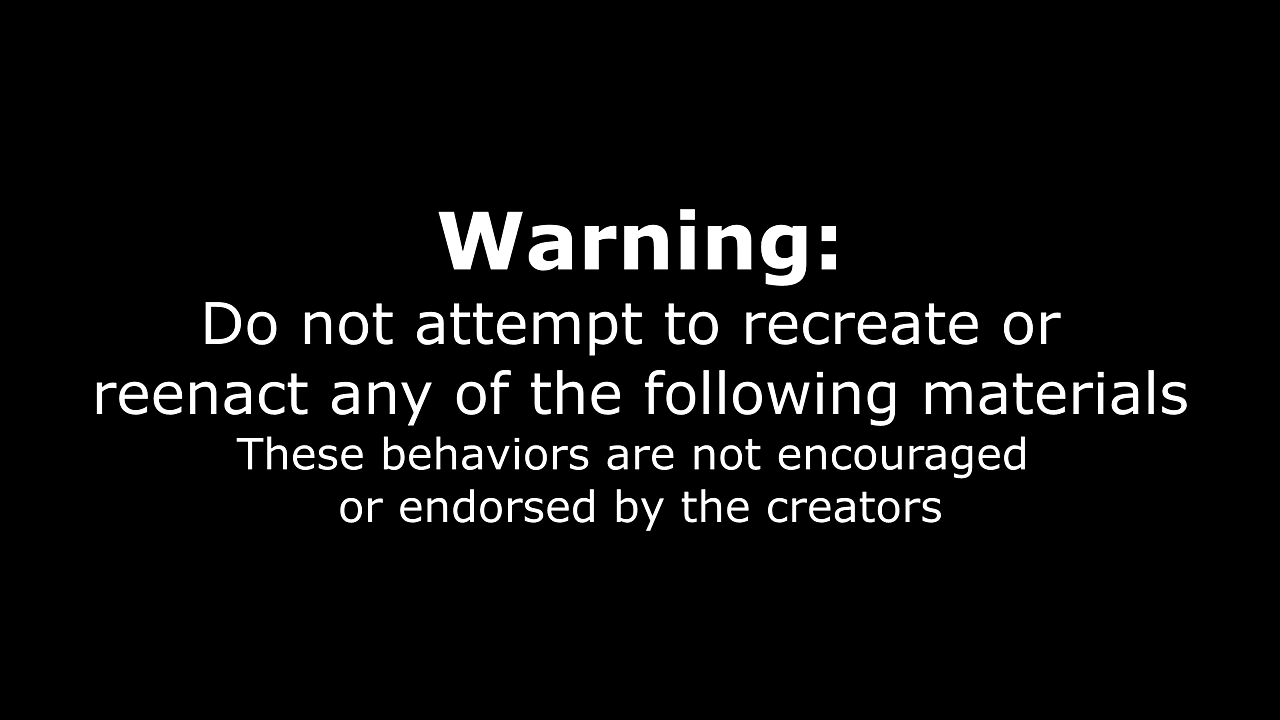 Warning:
Do not attempt to recreate or
reenact any of the following materials
These behaviors are not encouraged
or endorsed by the creators